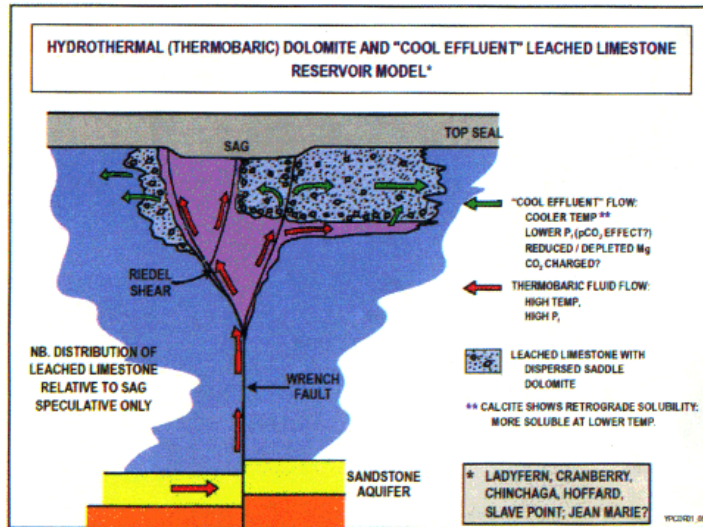 HYDROTHERMAL (THERMOBARIC) DOLOMITE AND "COOL EFFLUENT" LEACHED LIMESTONE
RESERVOIR MODEL*
TOP SEAL
SAG
"COOL EFFLUENT" FLOW:
COOLER TEMP **
LOWER Pf (pCO2 EFFECT?)
REDUCED / DEPLETED Mg
CO2 CHARGED?
RIEDEL
SHEAR
THERMOBARIC FLUID FLOW:
HIGH TEMP,
HIGH Pf
NB. DISTRIBUTION OF
LEACHED LIMESTONE
RELATIVE TO SAG
SPECULATIVE ONLY
WRENCH
FAULT
LEACHED LIMESTONE WITH
DISPERSED SADDLE
DOLOMITE
** CALCITE SHOWS RETROGRADE SOLUBILITY:
MORE SOLUBLE AT LOWER TEMP.
SANDSTONE
AQUIFER
* LADYFERN, CRANBERRY,
CHINCHAGA, HOFFARD,
SLAVE POINT; JEAN MARIE?